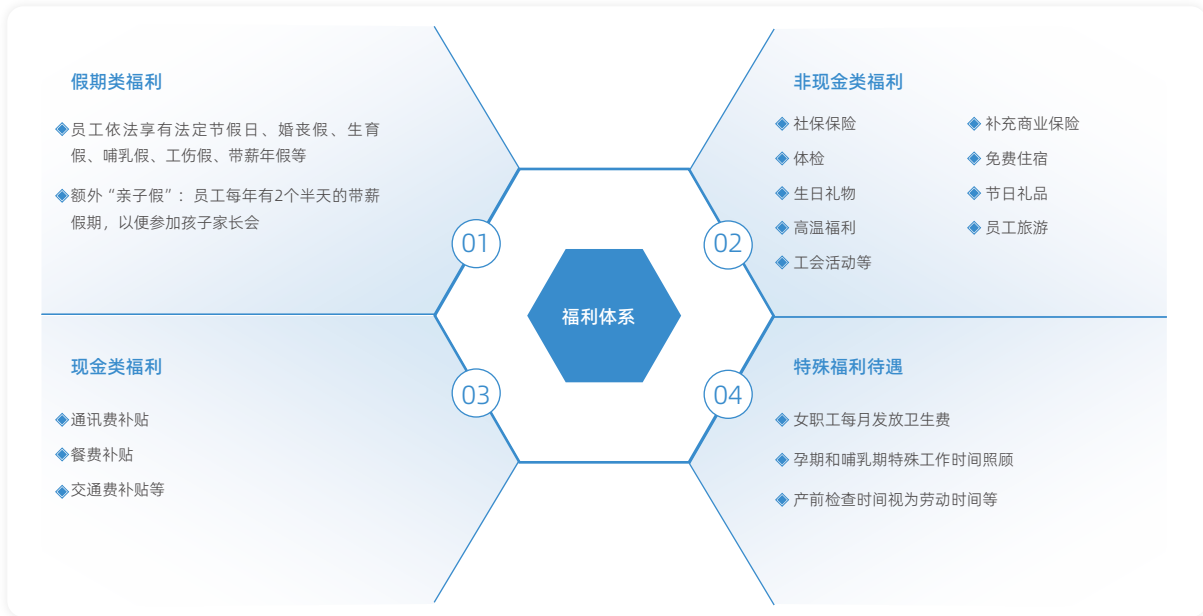 假期类福利
员工依法享有法定节假日、婚丧假、生育
假、哺乳假、工伤假、带薪年假等
额外“亲子假”：员工每年有2个半天的带薪
假期，以便参加孩子家长会
01
非现金类福利
社保保险
补充商业保险
体检
免费住宿
生日礼物
节日礼品
高温福利
员工旅游
工会活动等
02
福利体系
现金类福利
通讯费补贴
餐费补贴
交通费补贴等
03
特殊福利待遇
女职工每月发放卫生费
孕期和哺乳期特殊工作时间照顾
产前检查时间视为劳动时间等
04